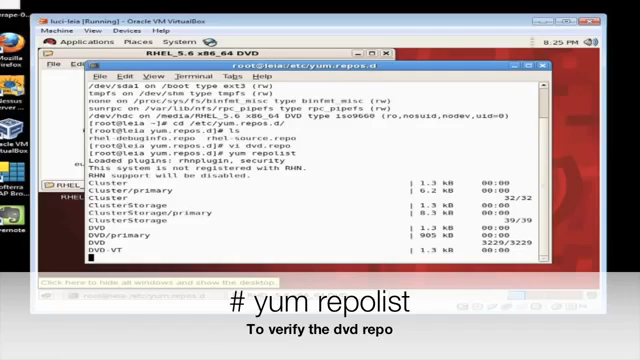 luci-leia [Running] - Oracle VM VirtualBox
Machine View Devices Help
Applications Places System 8:25 PM
RHEL_5.6 x86_64 DVD
root@leia:/etc/yum.repos.d
File Edit View Terminal Tabs Help
/dev/sda1 on /boot type ext3 (rw)
tmpfs on /dev/shm type tmpfs (rw)
none on /proc/sys/fs/binfmt_misc type binfmt_misc (rw)
sunrpc on /var/lib/nfs/rpc_pipefs type rpc_pipefs (rw)
/dev/hdc on /media/RHEL_5.6 x86_64 DVD type iso9660 (ro,nosuid,nodev,uid=0)
[root@leia ~]# cd /etc/yum.repos.d/
[root@leia yum.repos.d]# ls
rhel-debuginfo.repo rhel-source.repo
[root@leia yum.repos.d]# vi dvd.repo
[root@leia yum.repos.d]# yum repolist
Loaded plugins: rhnplugin, security
This system is not registered with RHN.
RHN support will be disabled.
Cluster | 1.3 kB 00:00
Cluster/primary | 6.2 kB 00:00
Cluster 32/32
ClusterStorage | 1.3 kB 00:00
ClusterStorage/primary | 8.3 kB 00:00
ClusterStorage 39/39
DVD | 1.3 kB 00:00
DVD/primary | 905 kB 00:00
DVD 3229/3229
DVD-VT | 1.3 kB 00:00
Click here to hide all windows and show the desktop.
root@leia:/etc/yum.repos.d
# yum repolist
To verify the dvd repo